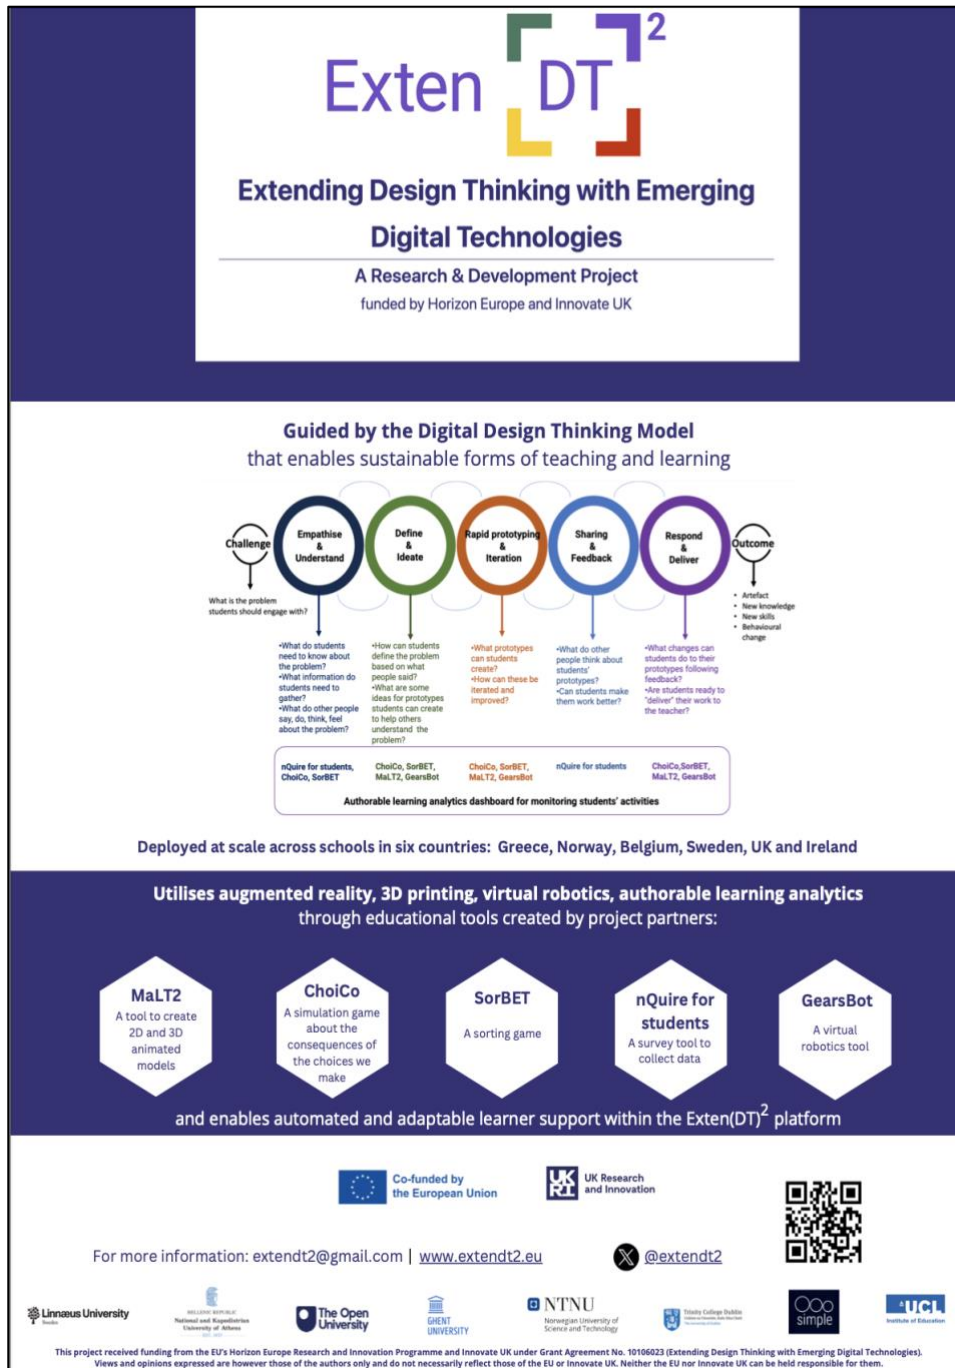 Exten DT 2
Extending Design Thinking with Emerging
Digital Technologies
A Research & Development Project
funded by Horizon Europe and Innovate UK
Guided by the Digital Design Thinking Model
that enables sustainable forms of teaching and learning
Challenge
Empathise
&
Understand
Define
&
Ideate
Rapid prototyping
&
Iteration
Sharing
&
Feedback
Respond
&
Deliver
Outcome
What is the problem
students should engage with?
•What do students
need to know about
the problem?
•What information do
students need to
gather?
•What do other people
say, do, think, feel
about the problem?
•How can students
define the problem
based on what
people said?
•What are some
ideas for prototypes
students can create
to help others
understand the
problem?
•What prototypes
can students
create?
•How can these be
iterated and
improved?
•What do other
people think about
students'
prototypes?
•Can students make
them work better?
•What changes can
students do to their
prototypes following
feedback?
•Are students ready to
"deliver" their work to
the teacher?
• Artefact
• New knowledge
• New skills
• Behavioural
change
nQuire for students,
ChoiCo, SorBET
ChoiCo, SorBET,
MaLT2, GearsBot
ChoiCo, SorBET,
MaLT2, GearsBot
nQuire for students
ChoiCo,SorBET,
MaLT2, GearsBot
Authorable learning analytics dashboard for monitoring students' activities
Deployed at scale across schools in six countries: Greece, Norway, Belgium, Sweden, UK and Ireland
Utilises augmented reality, 3D printing, virtual robotics, authorable learning analytics
through educational tools created by project partners:
MaLT2
A tool to create
2D and 3D
animated
models
ChoiCo
A simulation game
about the
consequences of
the choices we
make
SorBET
A sorting game
nQuire for
students
A survey tool to
collect data
GearsBot
A virtual
robotics tool
and enables automated and adaptable learner support within the Exten(DT)2 platform
Co-funded by
the European Union
UKRI
UK Research
and Innovation
For more information: extendt2@gmail.com | www.extendt2.eu
@extendt2
Linnæus University
Sweden
HELLENIC REPUBLIC
National and Kapodistrian
University of Athens
The Open
University
GHENT
UNIVERSITY
NTNU
Norwegian University of
Science and Technology
Trinity College Dublin
simple
UCL
Institute of Education
This project received funding from the EU's Horizon Europe Research and Innovation Programme and Innovate UK under Grant Agreement No. 10106023 (Extending Design Thinking with Emerging Digital Technologies).
Views and opinions expressed are however those of the authors only and do not necessarily reflect those of the EU or Innovate UK. Neither the EU nor Innovate UK can be held responsible for them.